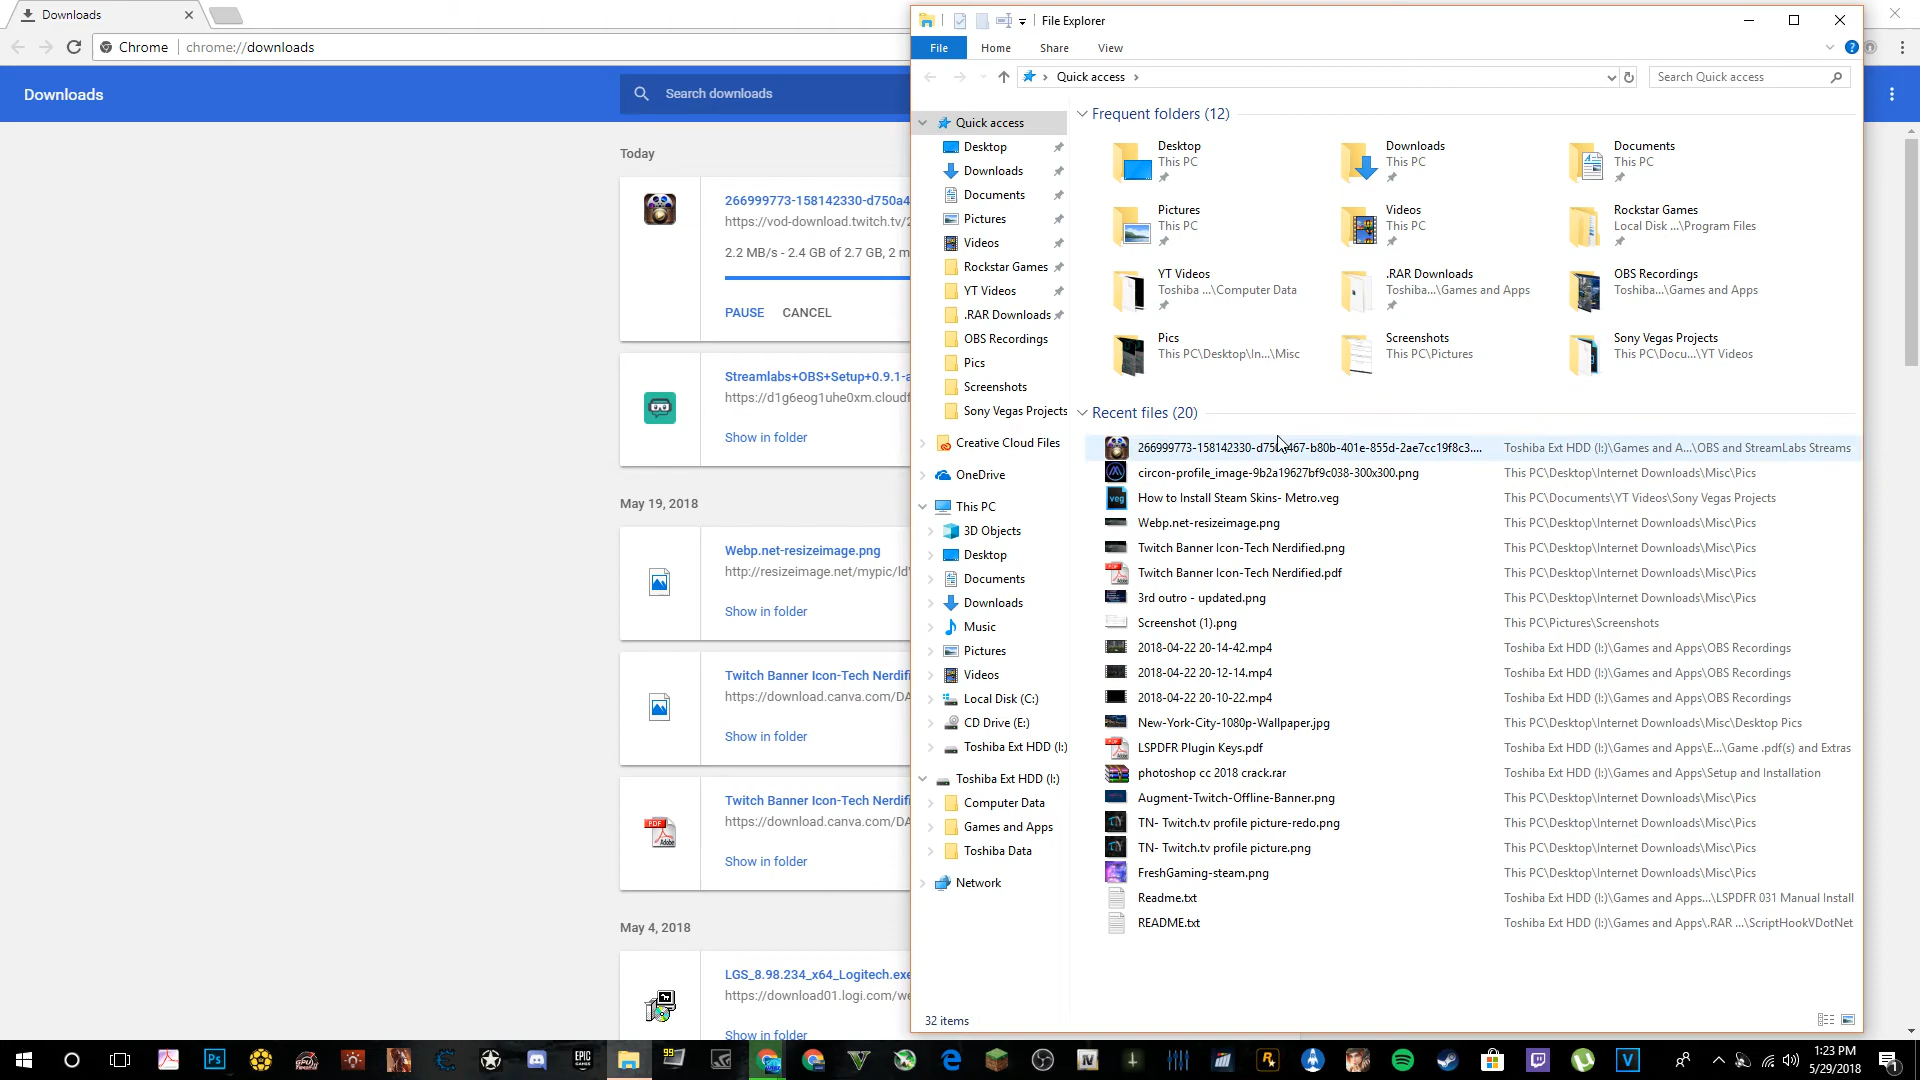 Downloads
Chrome
chrome://downloads
Downloads
Search downloads
Today
266999773-158142330-d750a4
https://vod-download.twitch.tv/2
2.2 MB/s - 2.4 GB of 2.7 GB, 2 m
PAUSE
CANCEL
Streamlabs+OBS+Setup+0.9.1-a
https://d1g6eog1uhe0xm.cloudf
Show in folder
May 19, 2018
Webp.net-resizeimage.png
http://resizeimage.net/mypic/ld
Show in folder
Twitch Banner Icon-Tech Nerdifi
https://download.canva.com/DA
Show in folder
Twitch Banner Icon-Tech Nerdifi
https://download.canva.com/DA
Show in folder
May 4, 2018
LGS_8.98.234_x64_Logitech.exe
https://download01.logi.com/we
Show in folder
File Explorer
File
Home
Share
View
Quick access
Search Quick access
Quick access
Desktop
Downloads
Documents
Pictures
Videos
Rockstar Games
YT Videos
.RAR Downloads
OBS Recordings
Pics
Screenshots
Sony Vegas Projects
Creative Cloud Files
OneDrive
This PC
3D Objects
Desktop
Documents
Downloads
Music
Pictures
Videos
Local Disk (C:)
CD Drive (E:)
Toshiba Ext HDD (I:)
Toshiba Ext HDD (I:)
Computer Data
Games and Apps
Toshiba Data
Network
Frequent folders (12)
Desktop
This PC
Downloads
This PC
Documents
This PC
Pictures
This PC
Videos
This PC
Rockstar Games
Local Disk ...\Program Files
YT Videos
Toshiba ...\Computer Data
.RAR Downloads
Toshiba...\Games and Apps
OBS Recordings
Toshiba...\Games and Apps
Pics
This PC\Desktop\In...\Misc
Screenshots
This PC\Pictures
Sony Vegas Projects
This PC\Docu...\YT Videos
Recent files (20)
266999773-158142330-d750a467-b80b-401e-855d-2ae7cc19f8c3.... Toshiba Ext HDD (I:)\Games and A...\OBS and StreamLabs Streams
circon-profile_image-9b2a19627bf9c038-300x300.png This PC\Desktop\Internet Downloads\Misc\Pics
How to Install Steam Skins- Metro.veg This PC\Documents\YT Videos\Sony Vegas Projects
Webp.net-resizeimage.png This PC\Desktop\Internet Downloads\Misc\Pics
Twitch Banner Icon-Tech Nerdified.png This PC\Desktop\Internet Downloads\Misc\Pics
Twitch Banner Icon-Tech Nerdified.pdf This PC\Desktop\Internet Downloads\Misc\Pics
3rd outro - updated.png This PC\Desktop\Internet Downloads\Misc\Pics
Screenshot (1).png This PC\Pictures\Screenshots
2018-04-22 20-14-42.mp4 Toshiba Ext HDD (I:)\Games and Apps\OBS Recordings
2018-04-22 20-12-14.mp4 Toshiba Ext HDD (I:)\Games and Apps\OBS Recordings
2018-04-22 20-10-22.mp4 Toshiba Ext HDD (I:)\Games and Apps\OBS Recordings
New-York-City-1080p-Wallpaper.jpg This PC\Desktop\Internet Downloads\Misc\Desktop Pics
LSPDFR Plugin Keys.pdf Toshiba Ext HDD (I:)\Games and Apps\E...\Game .pdf(s) and Extras
photoshop cc 2018 crack.rar Toshiba Ext HDD (I:)\Games and Apps\Setup and Installation
Augment-Twitch-Offline-Banner.png This PC\Desktop\Internet Downloads\Misc\Pics
TN- Twitch.tv profile picture-redo.png This PC\Desktop\Internet Downloads\Misc\Pics
TN- Twitch.tv profile picture.png This PC\Desktop\Internet Downloads\Misc\Pics
FreshGaming-steam.png This PC\Desktop\Internet Downloads\Misc\Pics
Readme.txt Toshiba Ext HDD (I:)\Games and Apps...\LSPDFR 031 Manual Install
README.txt Toshiba Ext HDD (I:)\Games and Apps\.RAR ...\ScriptHookVDotNet
32 items
1:23 PM
5/29/2018